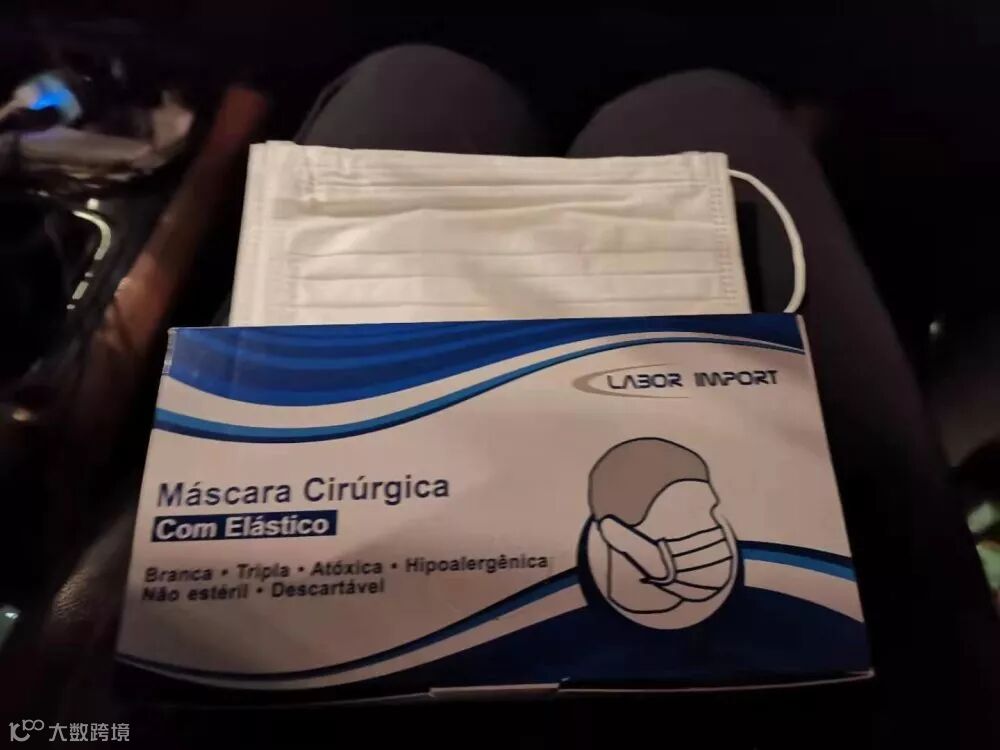 LABOR IMPORT
Máscara Cirúrgica
Com Elástico
Branca • Tripla • Atóxica • Hipoalergênica
Não estéril • Descartável
大数跨境